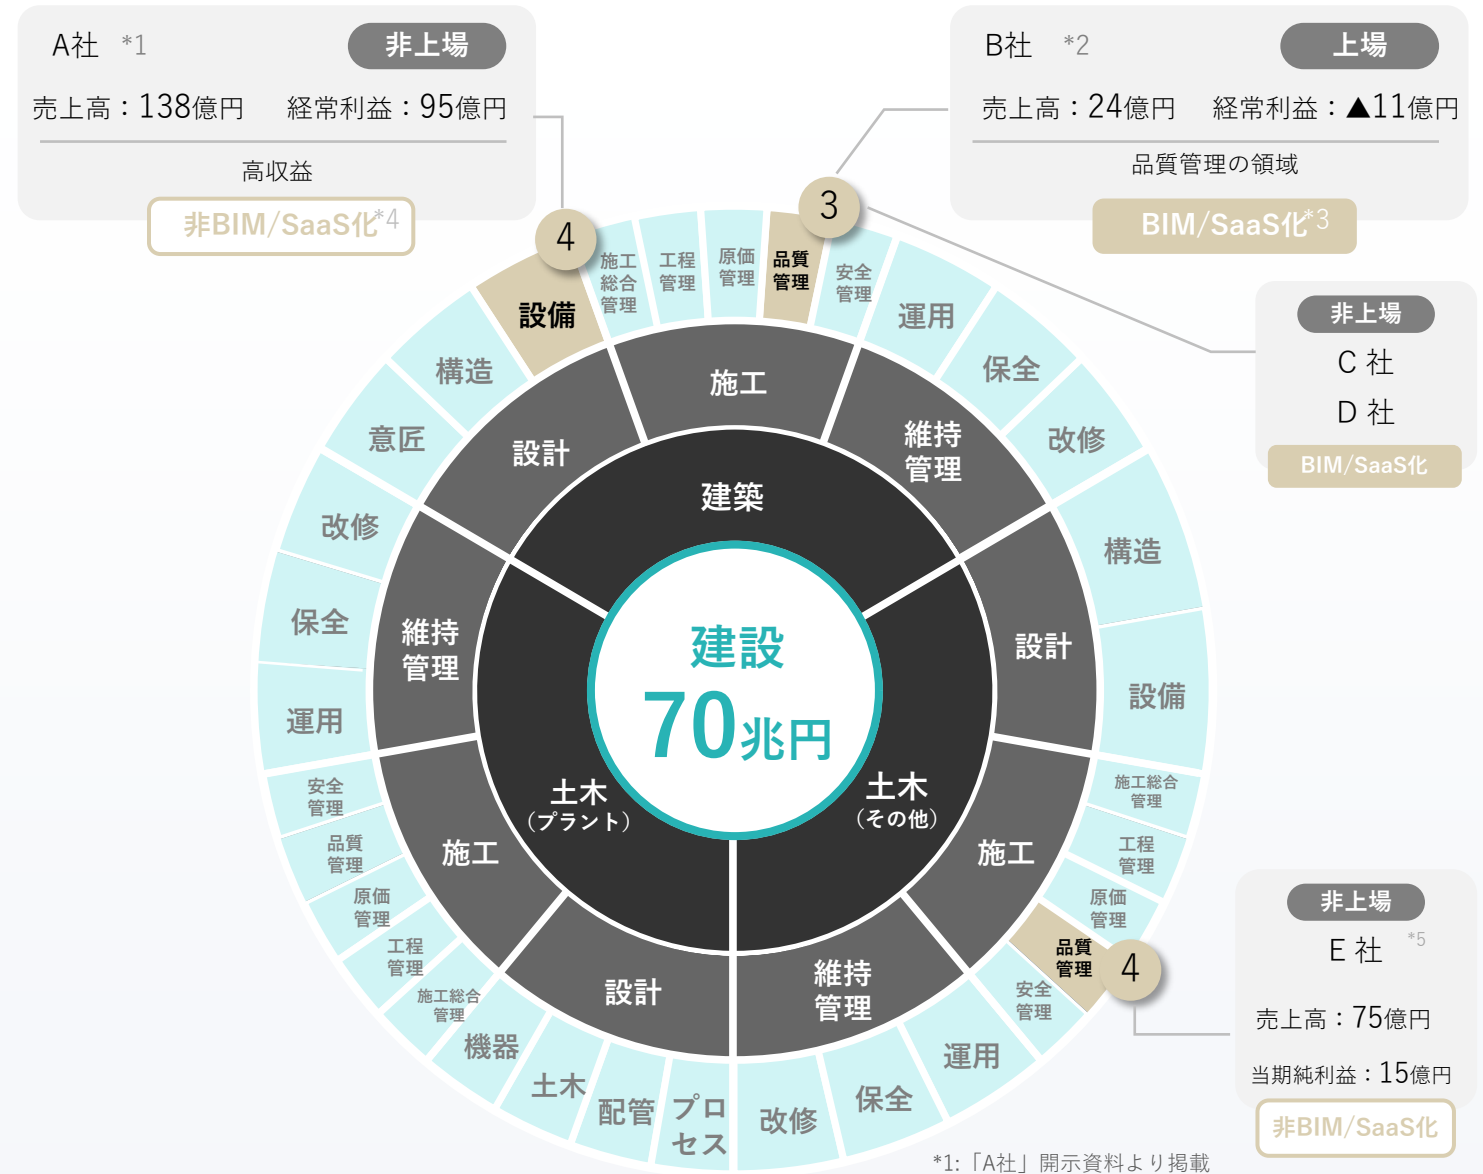 A社 *1 非上場
売上高：138億円 経常利益：95億円
高収益
非BIM/SaaS化*4
B社 *2 上場
売上高：24億円 経常利益：▲11億円
品質管理の領域
BIM/SaaS化*3
非上場
C 社
D 社
BIM/SaaS化
非上場
E 社 *5
売上高：75億円
当期純利益：15億円
非BIM/SaaS化
建設
70兆円
建築
設計
意匠
構造
設備
4
施工
施工
総合
管理
工程
管理
原価
管理
品質
管理
3
安全
管理
維持
管理
運用
保全
改修
土木
（その他）
設計
構造
設備
施工
施工総合
管理
工程
管理
原価
管理
品質
管理
4
安全
管理
維持
管理
運用
保全
改修
土木
（プラント）
設計
プロ
セス
配管
土木
機器
施工
施工総合
管理
工程
管理
原価
管理
品質
管理
安全
管理
維持
管理
運用
保全
改修
*1:「A社」開示資料より掲載